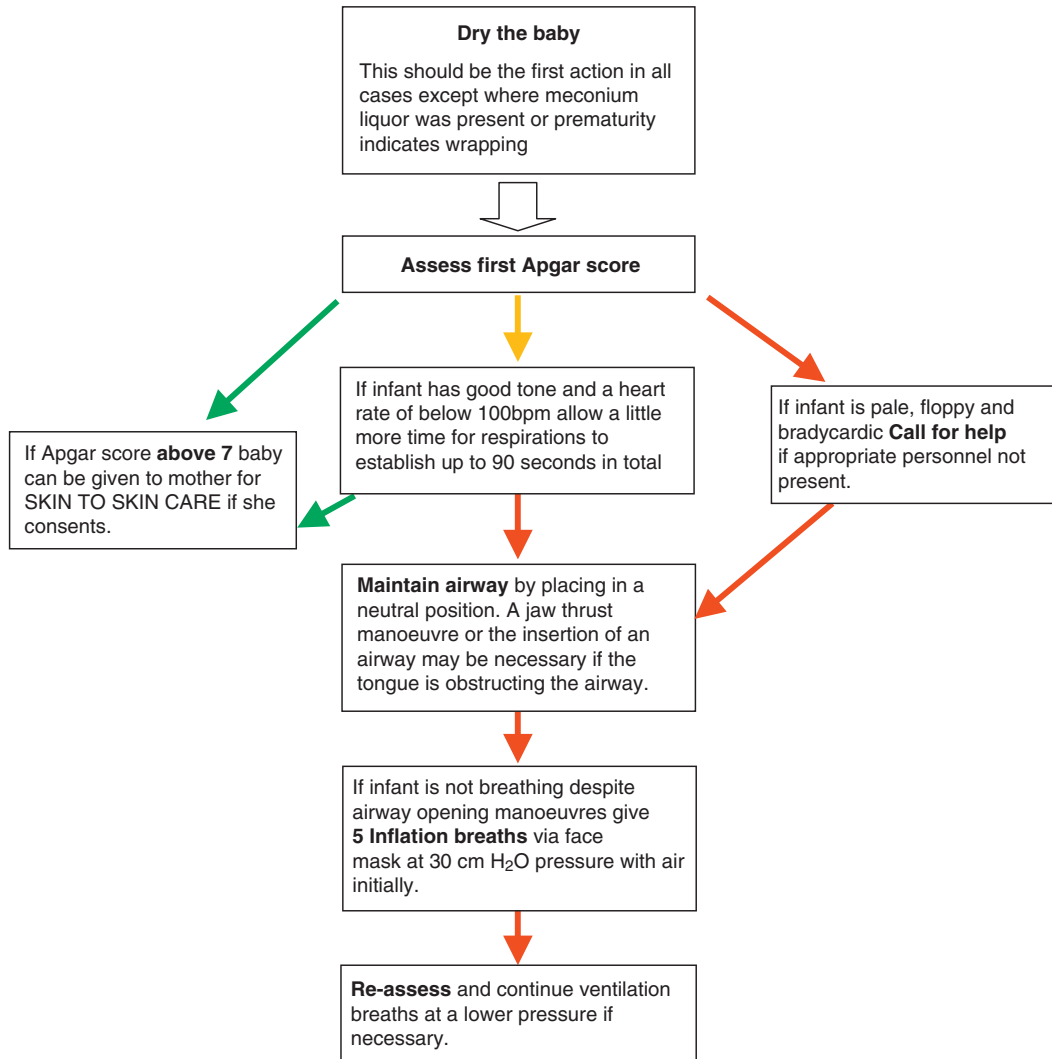 Dry the baby
This should be the first action in all
cases except where meconium
liquor was present or prematurity
indicates wrapping
Assess first Apgar score
If Apgar score above 7 baby
can be given to mother for
SKIN TO SKIN CARE if she
consents.
If infant has good tone and a heart
rate of below 100bpm allow a little
more time for respirations to
establish up to 90 seconds in total
If infant is pale, floppy and
bradycardic Call for help
if appropriate personnel not
present.
Maintain airway by placing in a
neutral position. A jaw thrust
manoeuvre or the insertion of an
airway may be necessary if the
tongue is obstructing the airway.
If infant is not breathing despite
airway opening manoeuvres give
5 Inflation breaths via face
mask at 30 cm H₂O pressure with air
initially.
Re-assess and continue ventilation
breaths at a lower pressure if
necessary.